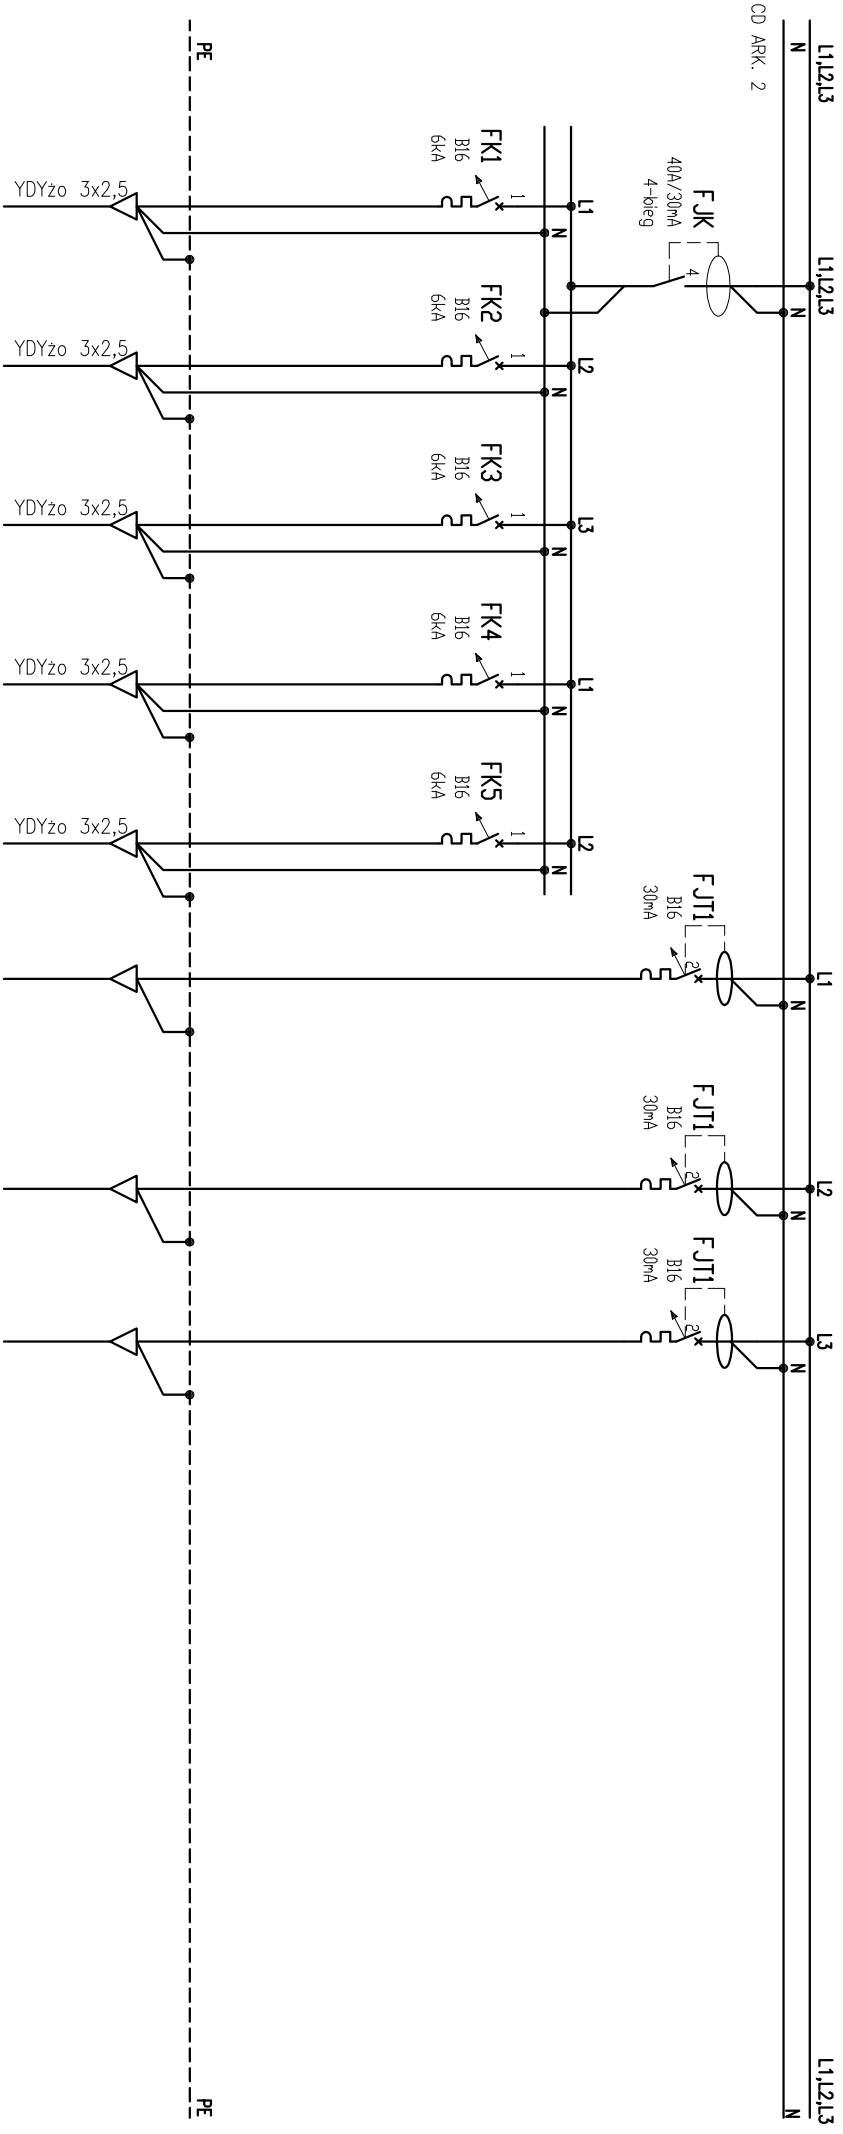 CD ARK. 2
L1,L2,L3
N
PE
FJK
40A/30mA
4-bieg
4
L1,L2,L3
N
FK1
B16
6kA
1
L1
N
YDYżo 3x2,5
FK2
B16
6kA
1
L2
N
YDYżo 3x2,5
FK3
B16
6kA
1
L3
N
YDYżo 3x2,5
FK4
B16
6kA
1
L1
N
YDYżo 3x2,5
FK5
B16
6kA
1
L2
N
YDYżo 3x2,5
FJT1
B16
30mA
2
L1
N
FJT1
B16
30mA
2
L2
N
FJT1
B16
30mA
2
L3
N
L1,L2,L3
N
PE